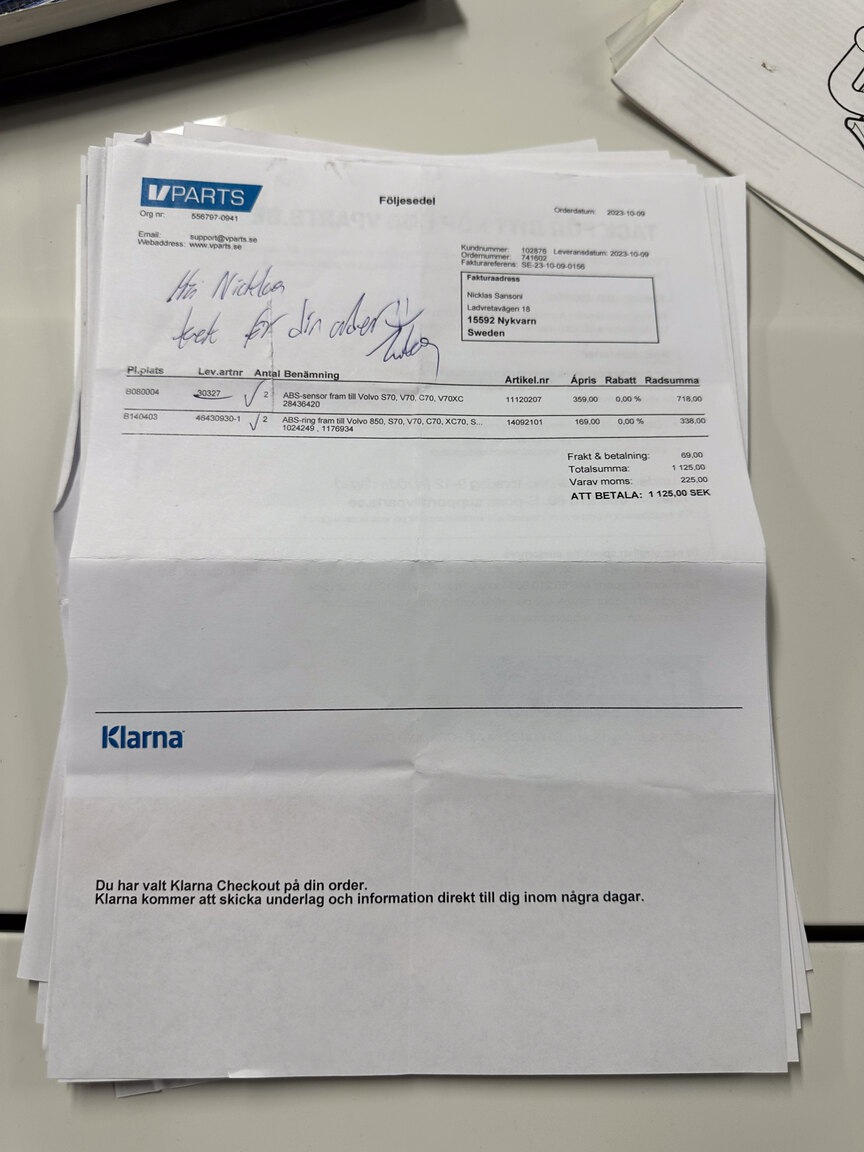 VPARTS
Följesedel
Orderdatum: 2023-10-09
Org nr: 556797-0941
Email: support@vparts.se
Webaddress: www.vparts.se
Kundnummer: 102876 Leveransdatum: 2023-10-09
Ordernummer: 741602
Fakturareferens: SE-23-10-09-0156
Fakturaadress
Nicklas Sansoni
Ladvretavägen 18
15592 Nykvarn
Sweden
Hei Nicklas
tack för din order
Pl.plats Lev.artnr Antal Benämning Artikel.nr Ápris Rabatt Radsumma
8080004 30327 2 ABS-sensor fram till Volvo S70, V70, C70, V70XC 11120207 359,00 0,00 % 718,00
28436420
8140403 46430930-1 2 ABS-ring fram till Volvo 850, S70, V70, C70, XC70, S... 14092101 169,00 0,00 % 338,00
1024249 , 1176934
Frakt & betalning: 69,00
Totalsumma: 1 125,00
Varav moms: 225,00
ATT BETALA: 1 125,00 SEK
Klarna
Du har valt Klarna Checkout på din order.
Klarna kommer att skicka underlag och information direkt till dig inom några dagar.